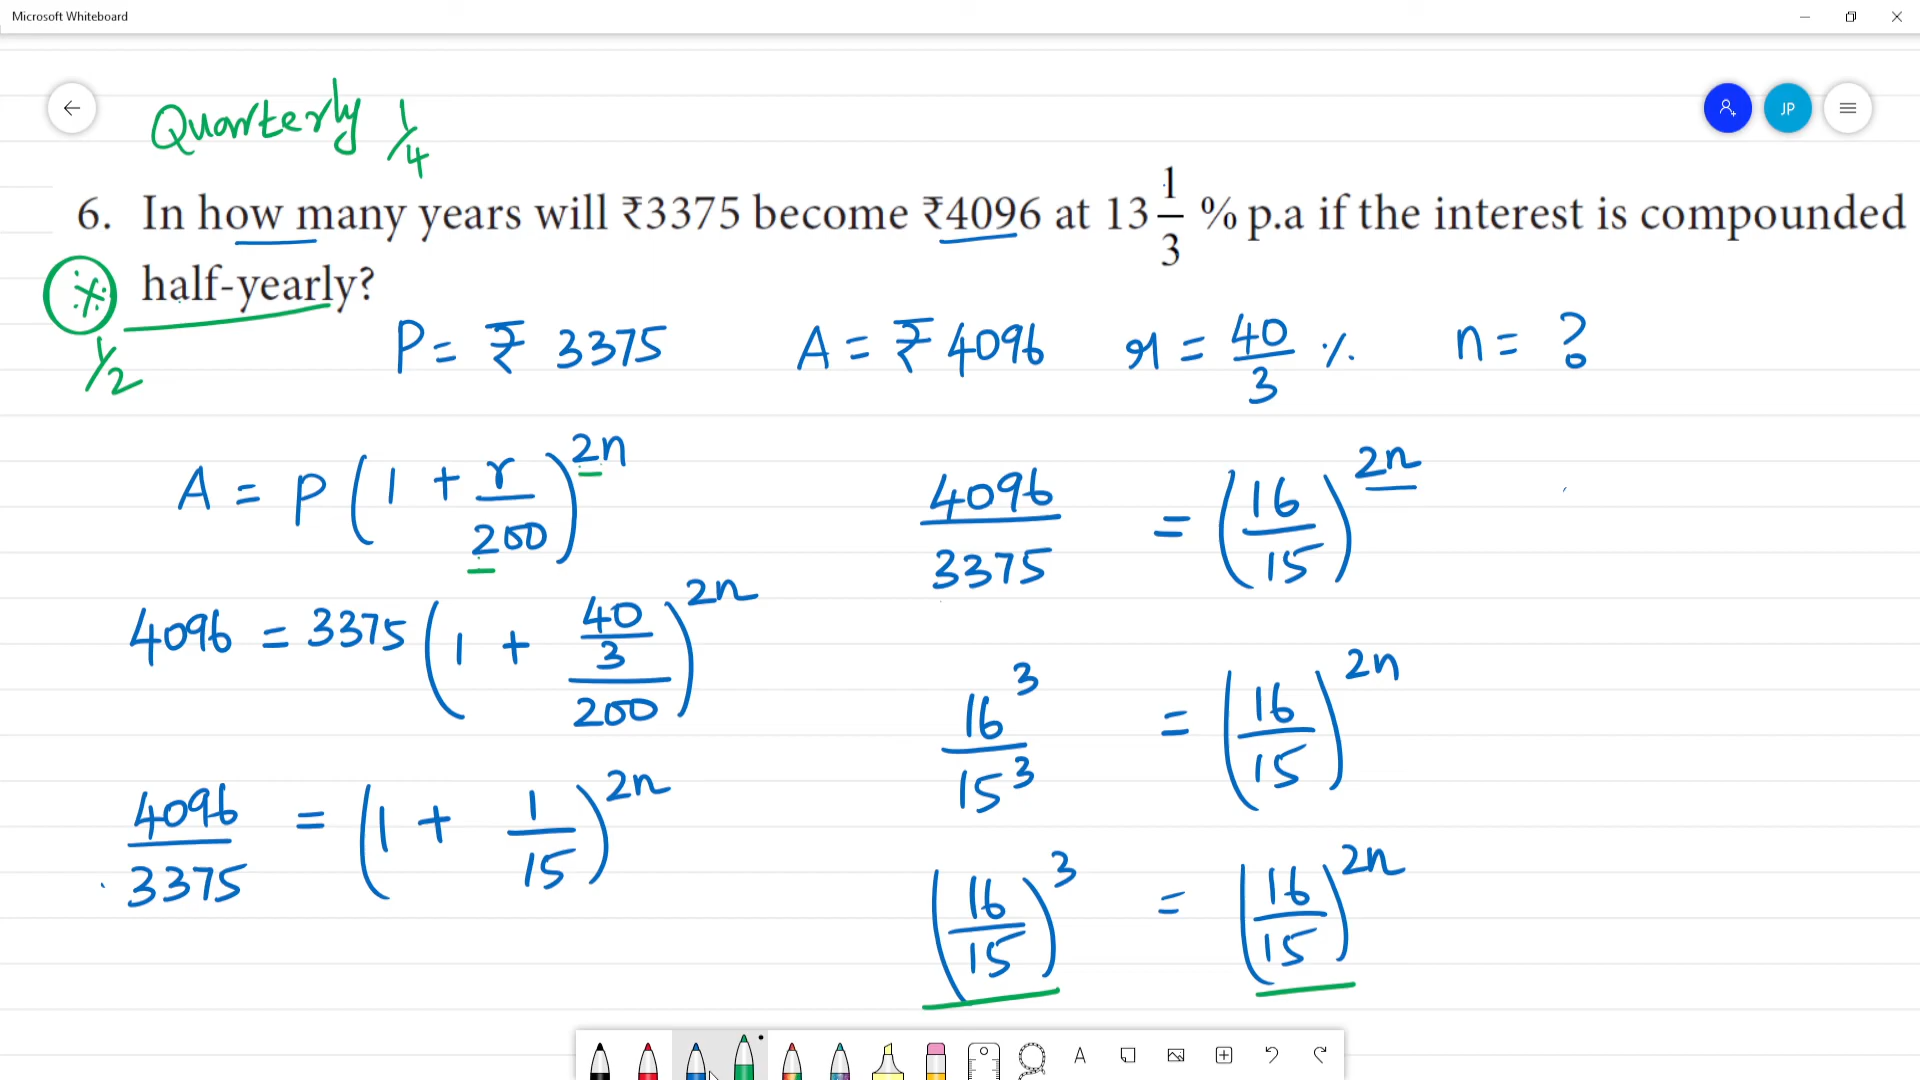 Microsoft Whiteboard
Quarterly 1/4
JP
6. In how many years will ₹3375 become ₹4096 at 13 1/3 % p.a if the interest is compounded
half-yearly?
1/2
P = ₹ 3375 A = ₹ 4096 r = 40/3 % n = ?
A = P (1 + r/200)^2n
4096 = 3375 (1 + 40/3/200)^2n
4096/3375 = (1 + 1/15)^2n
4096/3375 = (16/15)^2n
16^3/15^3 = (16/15)^2n
(16/15)^3 = (16/15)^2n
A